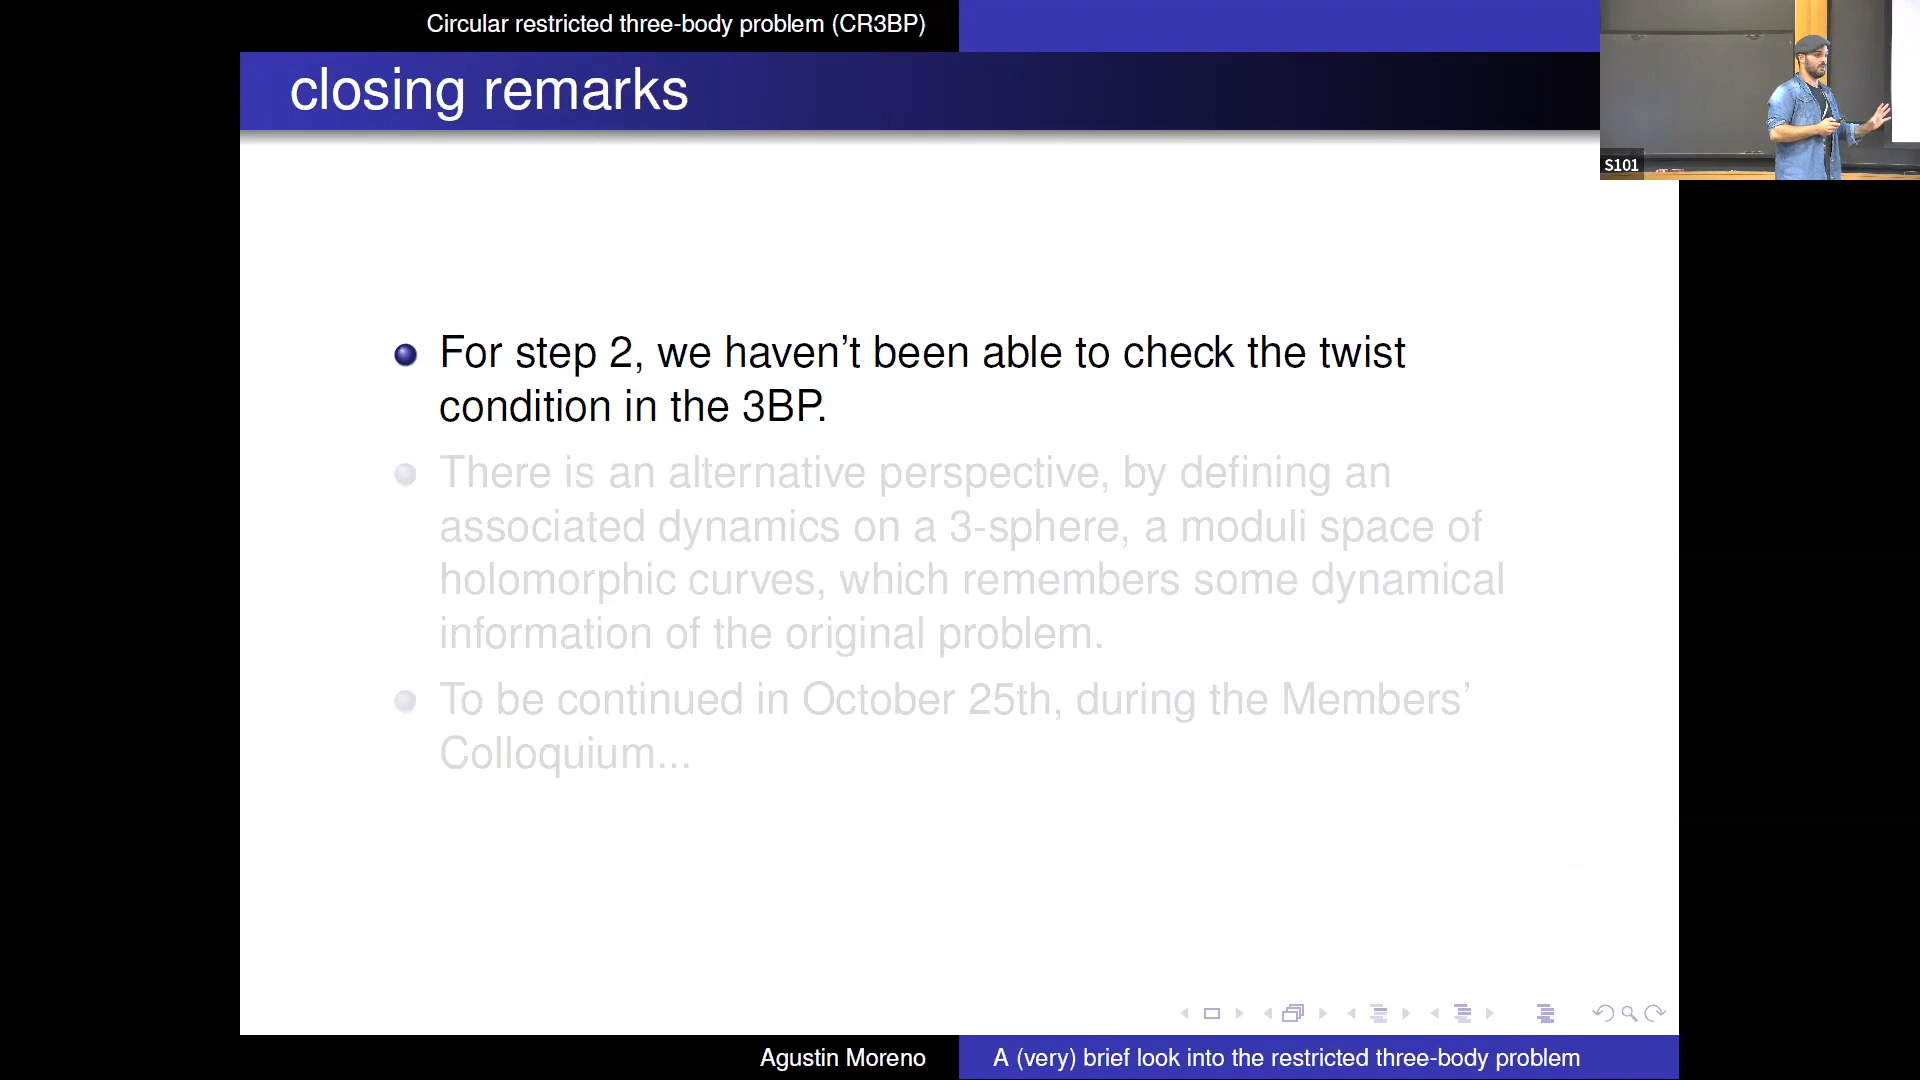 Circular restricted three-body problem (CR3BP)
closing remarks
S101
For step 2, we haven't been able to check the twist
condition in the 3BP.
There is an alternative perspective, by defining an
associated dynamics on a 3-sphere, a moduli space of
holomorphic curves, which remembers some dynamical
information of the original problem.
To be continued in October 25th, during the Members'
Colloquium...
Agustin Moreno
A (very) brief look into the restricted three-body problem